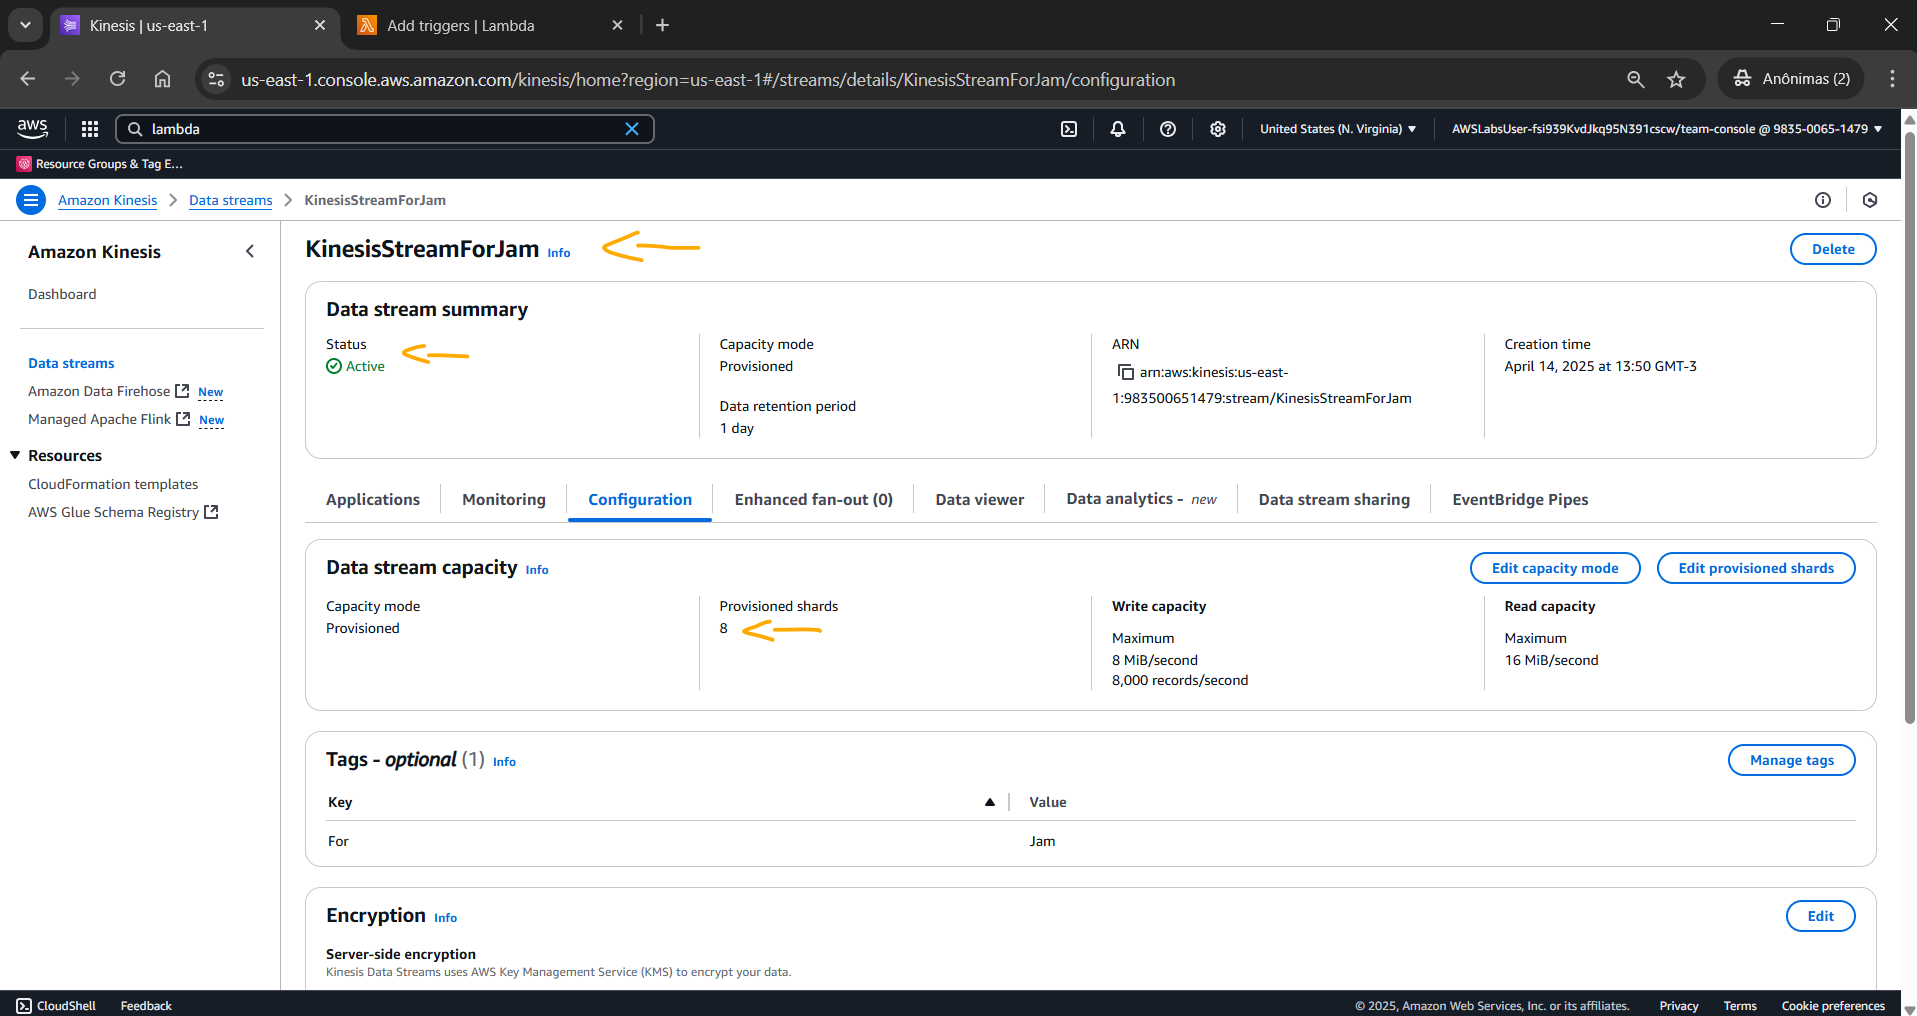 Kinesis | us-east-1
Add triggers | Lambda
us-east-1.console.aws.amazon.com/kinesis/home?region=us-east-1#/streams/details/KinesisStreamForJam/configuration
Anônimas (2)
aws
lambda
United States (N. Virginia)
AWSLabsUser-fsi939KvdJkq95N391cscw/team-console @ 9835-0065-1479
Resource Groups & Tag E...
Amazon Kinesis
Data streams
KinesisStreamForJam
Amazon Kinesis
Dashboard
Data streams
Amazon Data Firehose New
Managed Apache Flink New
Resources
CloudFormation templates
AWS Glue Schema Registry
KinesisStreamForJam Info
Delete
Data stream summary
Status
Active
Capacity mode
Provisioned
Data retention period
1 day
ARN
arn:aws:kinesis:us-east-
1:983500651479:stream/KinesisStreamForJam
Creation time
April 14, 2025 at 13:50 GMT-3
Applications
Monitoring
Configuration
Enhanced fan-out (0)
Data viewer
Data analytics - new
Data stream sharing
EventBridge Pipes
Data stream capacity Info
Edit capacity mode
Edit provisioned shards
Capacity mode
Provisioned
Provisioned shards
8
Write capacity
Maximum
8 MiB/second
8,000 records/second
Read capacity
Maximum
16 MiB/second
Tags - optional (1) Info
Manage tags
Key
Value
For
Jam
Encryption Info
Edit
Server-side encryption
Kinesis Data Streams uses AWS Key Management Service (KMS) to encrypt your data.
CloudShell
Feedback
© 2025, Amazon Web Services, Inc. or its affiliates.
Privacy
Terms
Cookie preferences